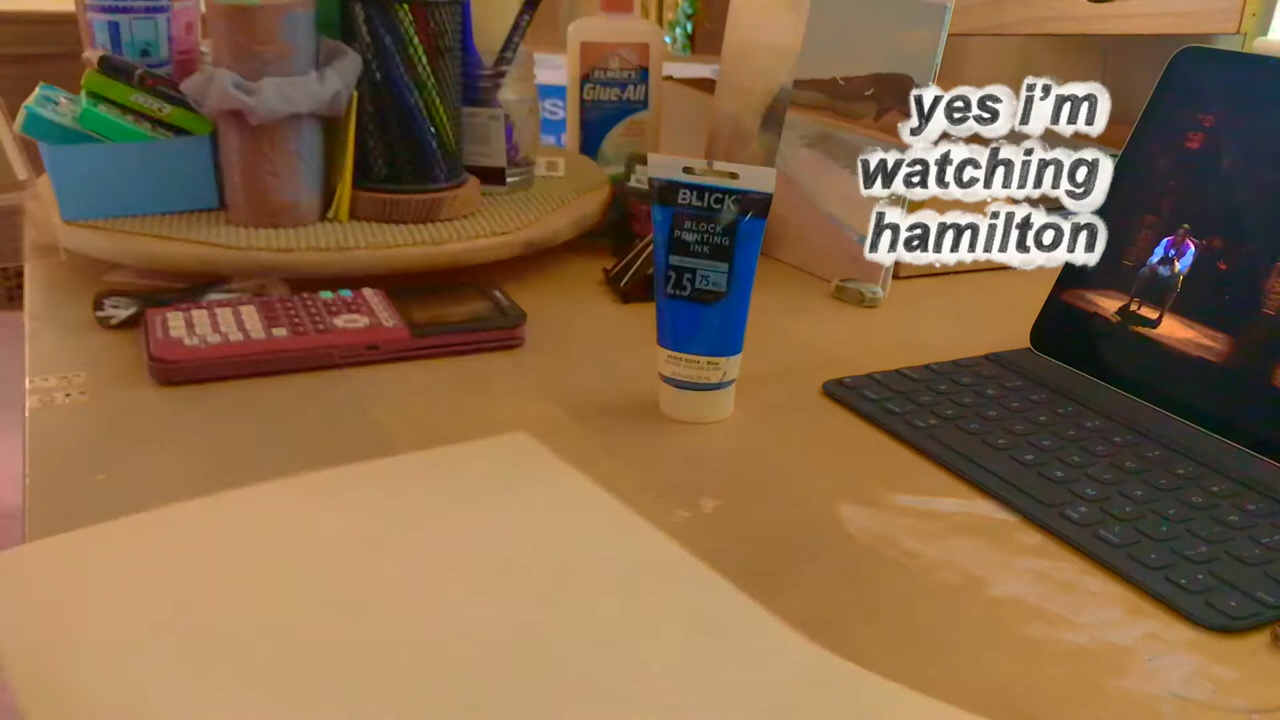 yes i'm
watching
hamilton
ELMER'S
Glue-All
BLICK
BLOCK
PRINTING
INK
2.5
75